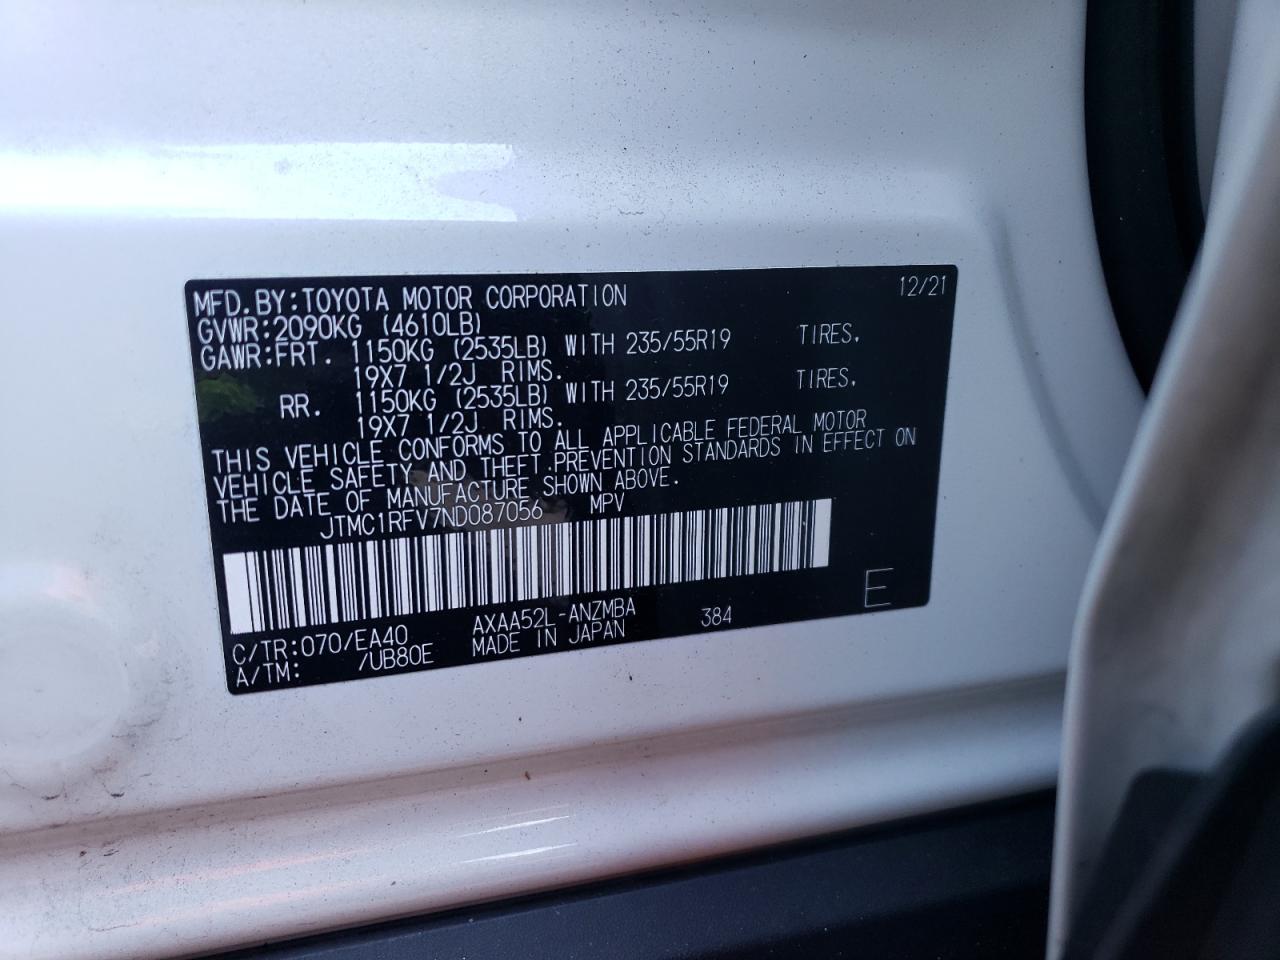 MFD.BY:TOYOTA MOTOR CORPORATION 12/21
GVWR:2090KG (4610LB)
GAWR:FRT. 1150KG (2535LB) WITH 235/55R19 TIRES.
19X7 1/2J RIMS.
RR. 1150KG (2535LB) WITH 235/55R19 TIRES.
19X7 1/2J RIMS.
THIS VEHICLE CONFORMS TO ALL APPLICABLE FEDERAL MOTOR
VEHICLE SAFETY AND THEFT PREVENTION STANDARDS IN EFFECT ON
THE DATE OF MANUFACTURE SHOWN ABOVE.
JTMC1RFV7ND087056 MPV
E
C/TR:070/EA40 AXAA52L-ANZMBA 384
A/TM: /UB80E MADE IN JAPAN